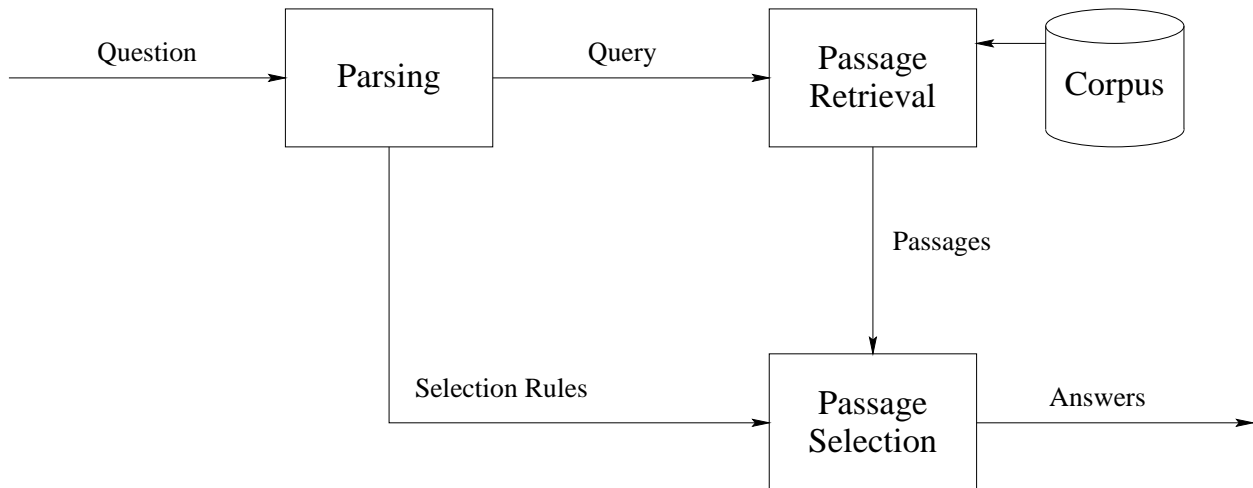 Question
Parsing
Query
Passage
Retrieval
Corpus
Passages
Selection Rules
Passage
Selection
Answers